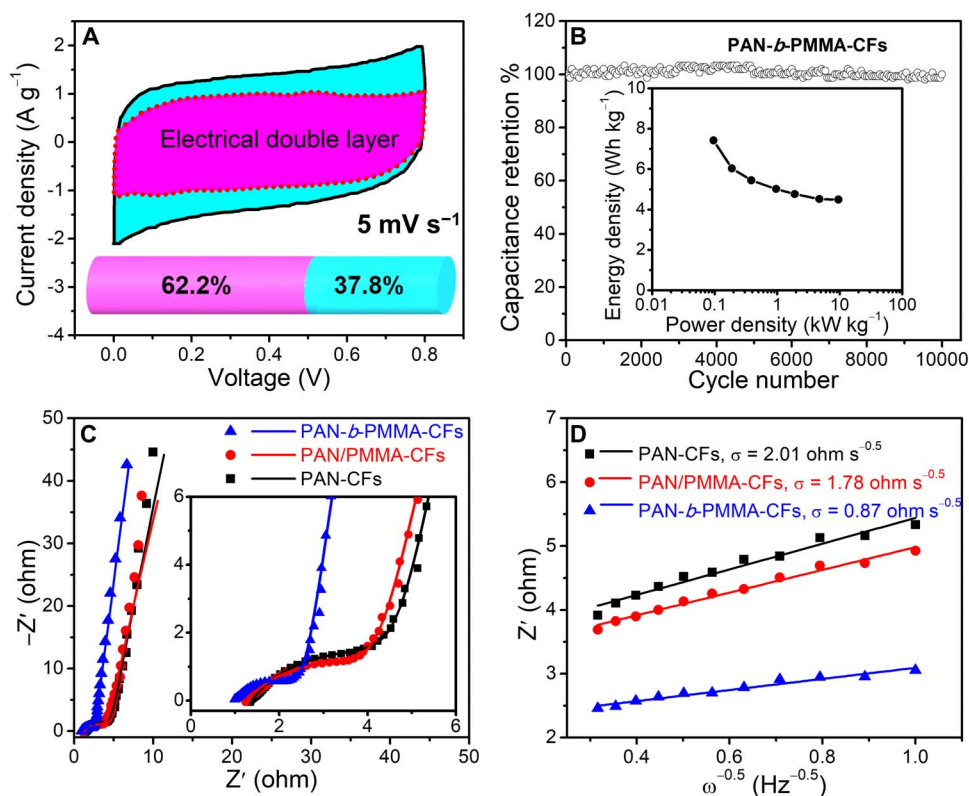 A
2
1
0
-1
-2
-3
-4
Current density (A g⁻¹)
Electrical double layer
5 mV s⁻¹
62.2%
37.8%
0.0 0.2 0.4 0.6 0.8
Voltage (V)
B
PAN-b-PMMA-CFs
120
100
80
60
40
20
0
Capacitance retention %
8
6
4
2
0
Energy density (Wh kg⁻¹)
0.01 0.1 1 10 100
Power density (kW kg⁻¹)
0 2000 4000 6000 8000 10000
Cycle number
C
PAN-b-PMMA-CFs
PAN/PMMA-CFs
PAN-CFs
-50
40
30
20
10
0
−Z′ (ohm)
6
4
2
0
0 2 4 6
0 10 20 30 40 50
Z′ (ohm)
D
PAN-CFs, σ = 2.01 ohm s⁻⁰·⁵
PAN/PMMA-CFs, σ = 1.78 ohm s⁻⁰·⁵
PAN-b-PMMA-CFs, σ = 0.87 ohm s⁻⁰·⁵
7
6
5
4
3
2
Z′ (ohm)
0.4 0.6 0.8 1.0
ω⁻⁰·⁵ (Hz⁻⁰·⁵)